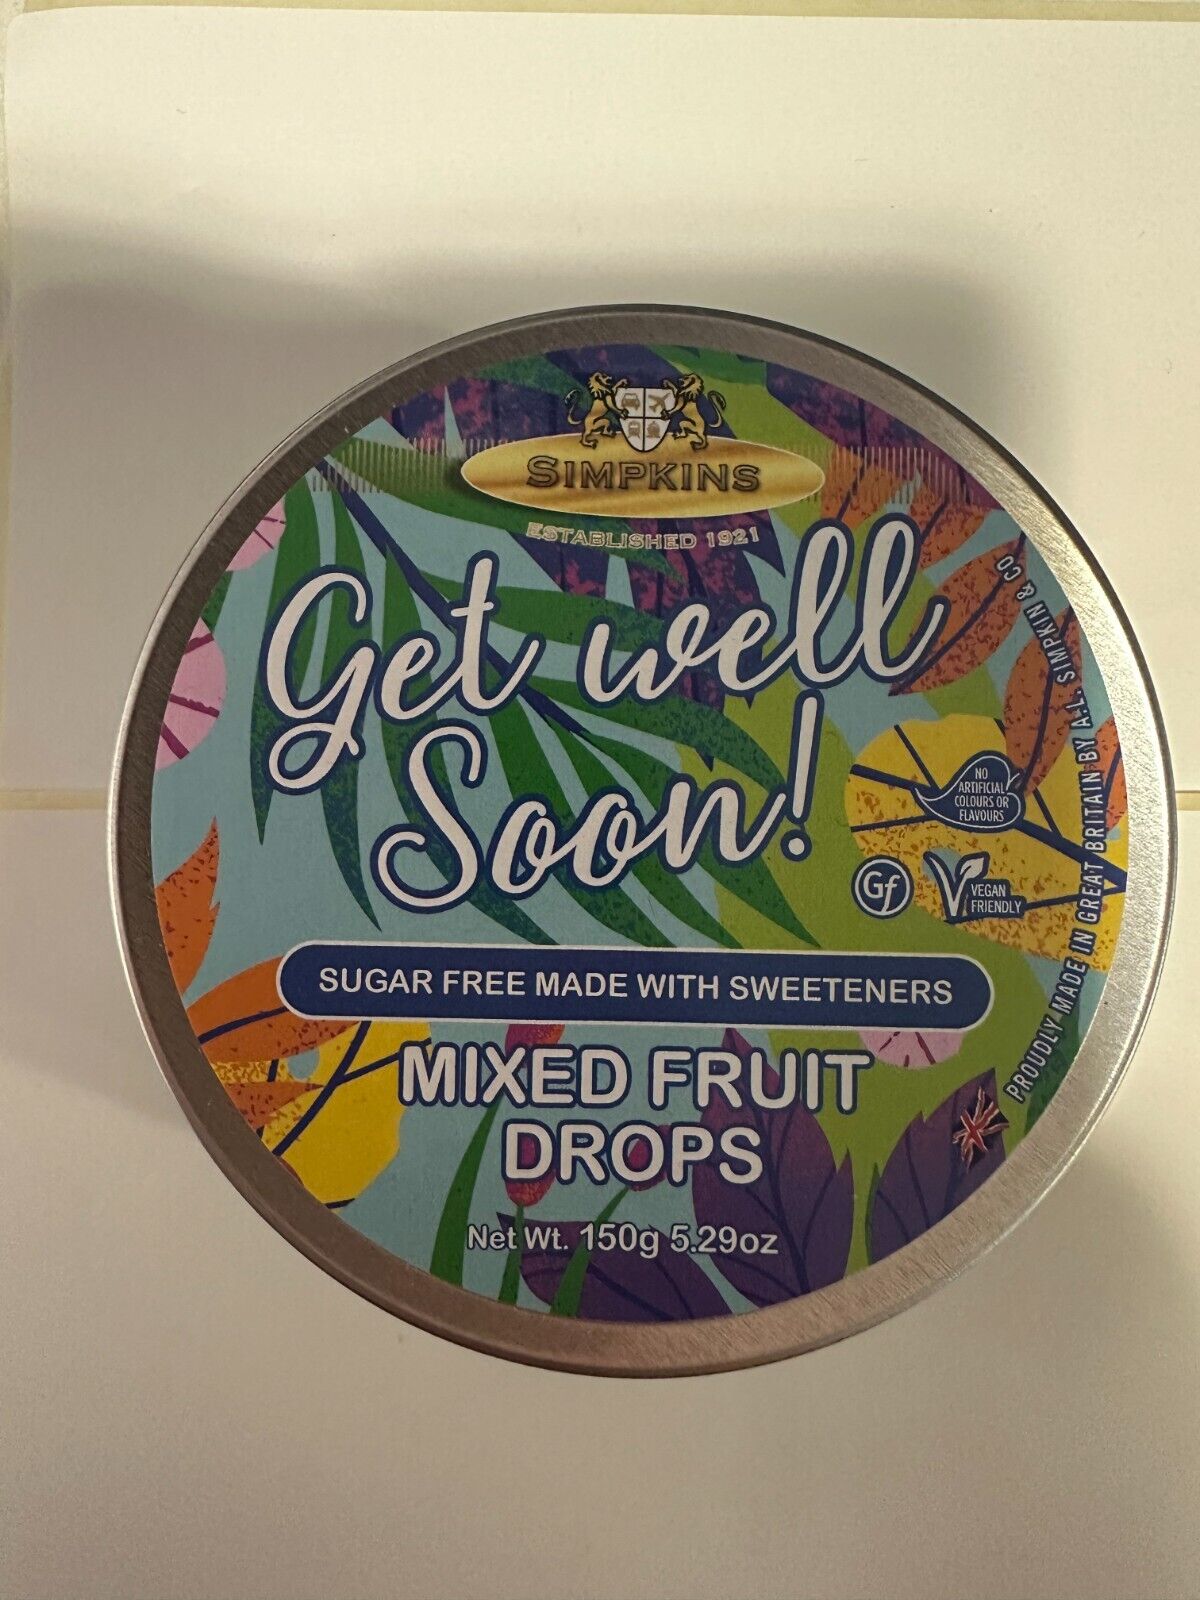 SIMPKINS
ESTABLISHED 1921
Get well
Soon!
NO
ARTIFICIAL
COLOURS OR
FLAVOURS
Gf
VEGAN
FRIENDLY
PROUDLY MADE IN GREAT BRITAIN BY A.L. SIMPKIN & CO
SUGAR FREE MADE WITH SWEETENERS
MIXED FRUIT
DROPS
Net Wt. 150g 5.29oz